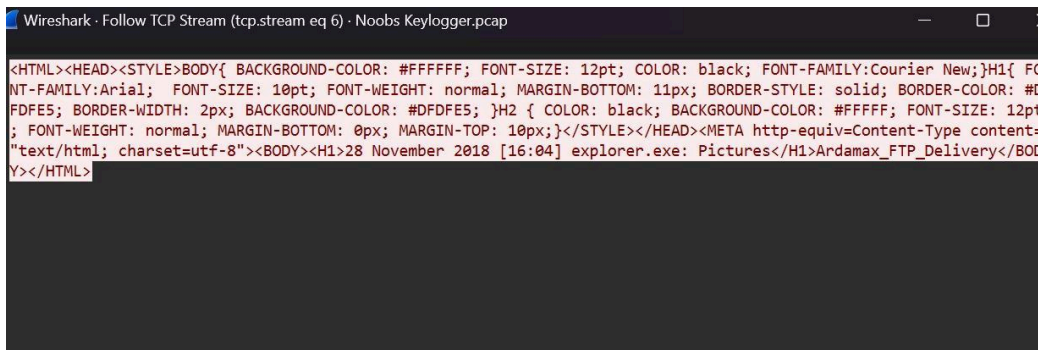 Wireshark · Follow TCP Stream (tcp.stream eq 6) · Noobs Keylogger.pcap
<HTML><HEAD><STYLE>BODY{ BACKGROUND-COLOR: #FFFFFF; FONT-SIZE: 12pt; COLOR: black; FONT-FAMILY:Courier New;}H1{ FO
NT-FAMILY:Arial;  FONT-SIZE: 10pt; FONT-WEIGHT: normal; MARGIN-BOTTOM: 11px; BORDER-STYLE: solid; BORDER-COLOR: #D
FDFE5; BORDER-WIDTH: 2px; BACKGROUND-COLOR: #DFDFE5; }H2 { COLOR: black; BACKGROUND-COLOR: #FFFFF; FONT-SIZE: 12pt
; FONT-WEIGHT: normal; MARGIN-BOTTOM: 0px; MARGIN-TOP: 10px;}</STYLE></HEAD><META http-equiv=Content-Type content=
"text/html; charset=utf-8"><BODY><H1>28 November 2018 [16:04] explorer.exe: Pictures</H1>Ardamax_FTP_Delivery</BOD
Y></HTML>